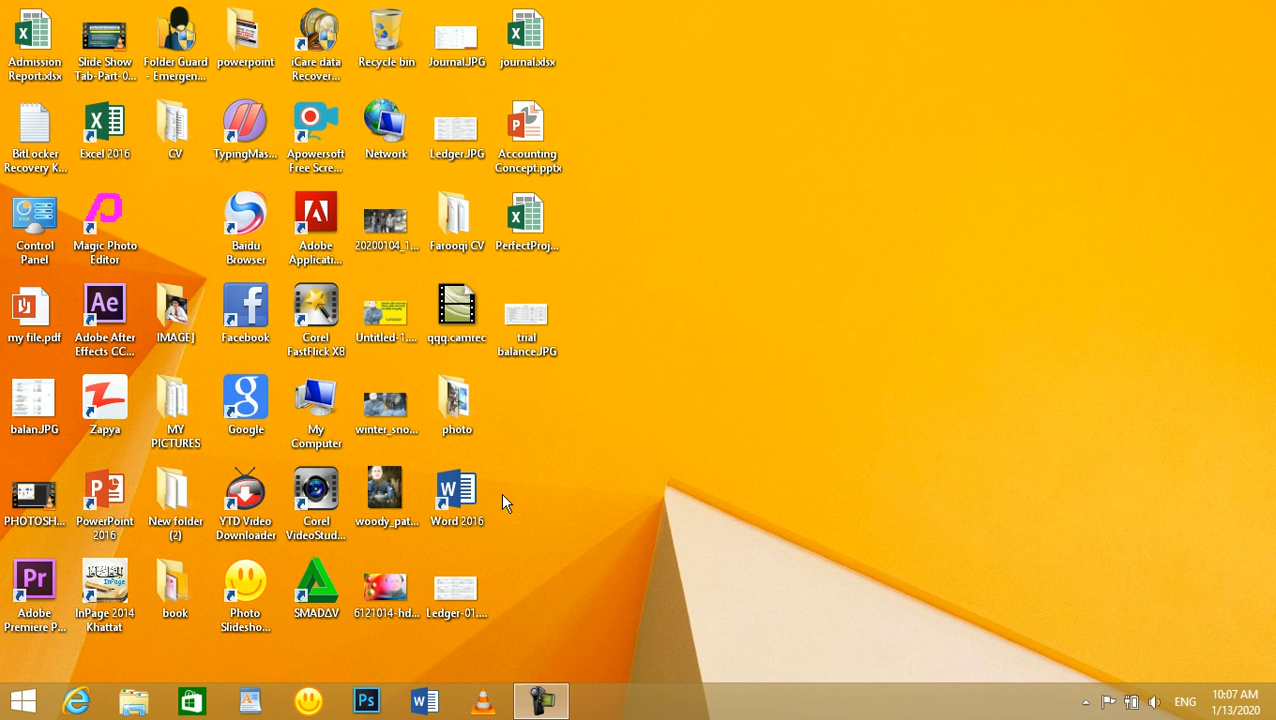 Admission
Report.xlsx
Slide Show
Tab-Part-0...
Folder Guard
- Emergen...
powerpoint
iCare data
Recover...
Recycle bin
Journal.JPG
journal.xlsx
BitLocker
Recovery K...
Excel 2016
CV
TypingMas...
Apowersoft
Free Scre...
Network
Ledger.JPG
Accounting
Concept.pptx
Control
Panel
Magic Photo
Editor
Baidu
Browser
Adobe
Applicati...
20200104_1...
Farooqi CV
PerfectProj...
my file.pdf
Ae
Adobe After
Effects CC...
IMAGE]
Facebook
Corel
FastFlick X8
Untitled-1....
qqq.camrec
trial
balance.JPG
balan.JPG
Zapya
MY
PICTURES
Google
My
Computer
winter_sno...
photo
PHOTOSH...
PowerPoint
2016
New folder
(2)
YTD Video
Downloader
Corel
VideoStud...
woody_pat...
Word 2016
Pr
Adobe
Premiere P...
InPage
InPage 2014
Khattat
book
Photo
Slidesho...
SMADΔV
6121014-hd...
Ledger-01....
Ps
ENG
10:07 AM
1/13/2020